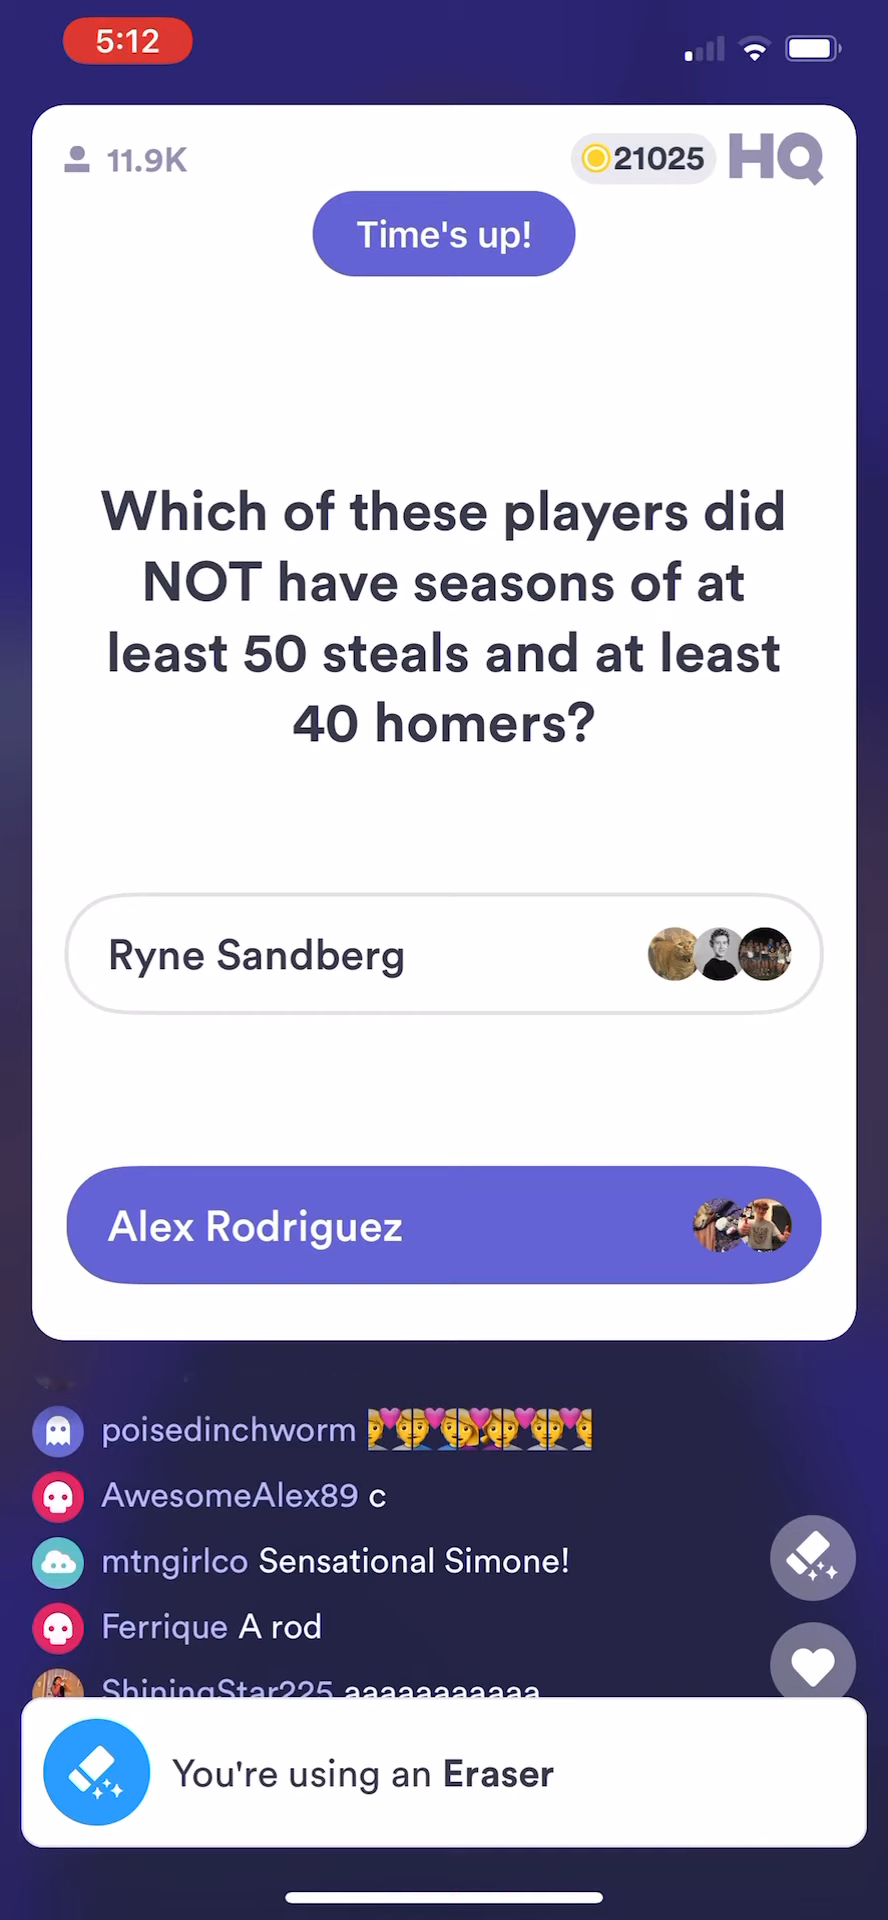 5:12
11.9K
21025 HQ
Time's up!
Which of these players did
NOT have seasons of at
least 50 steals and at least
40 homers?
Ryne Sandberg
Alex Rodriguez
poisedinchworm
AwesomeAlex89 c
mtngirlco Sensational Simone!
Ferrique A rod
ShiningStar225 aaaaaaaaaaa
You're using an Eraser